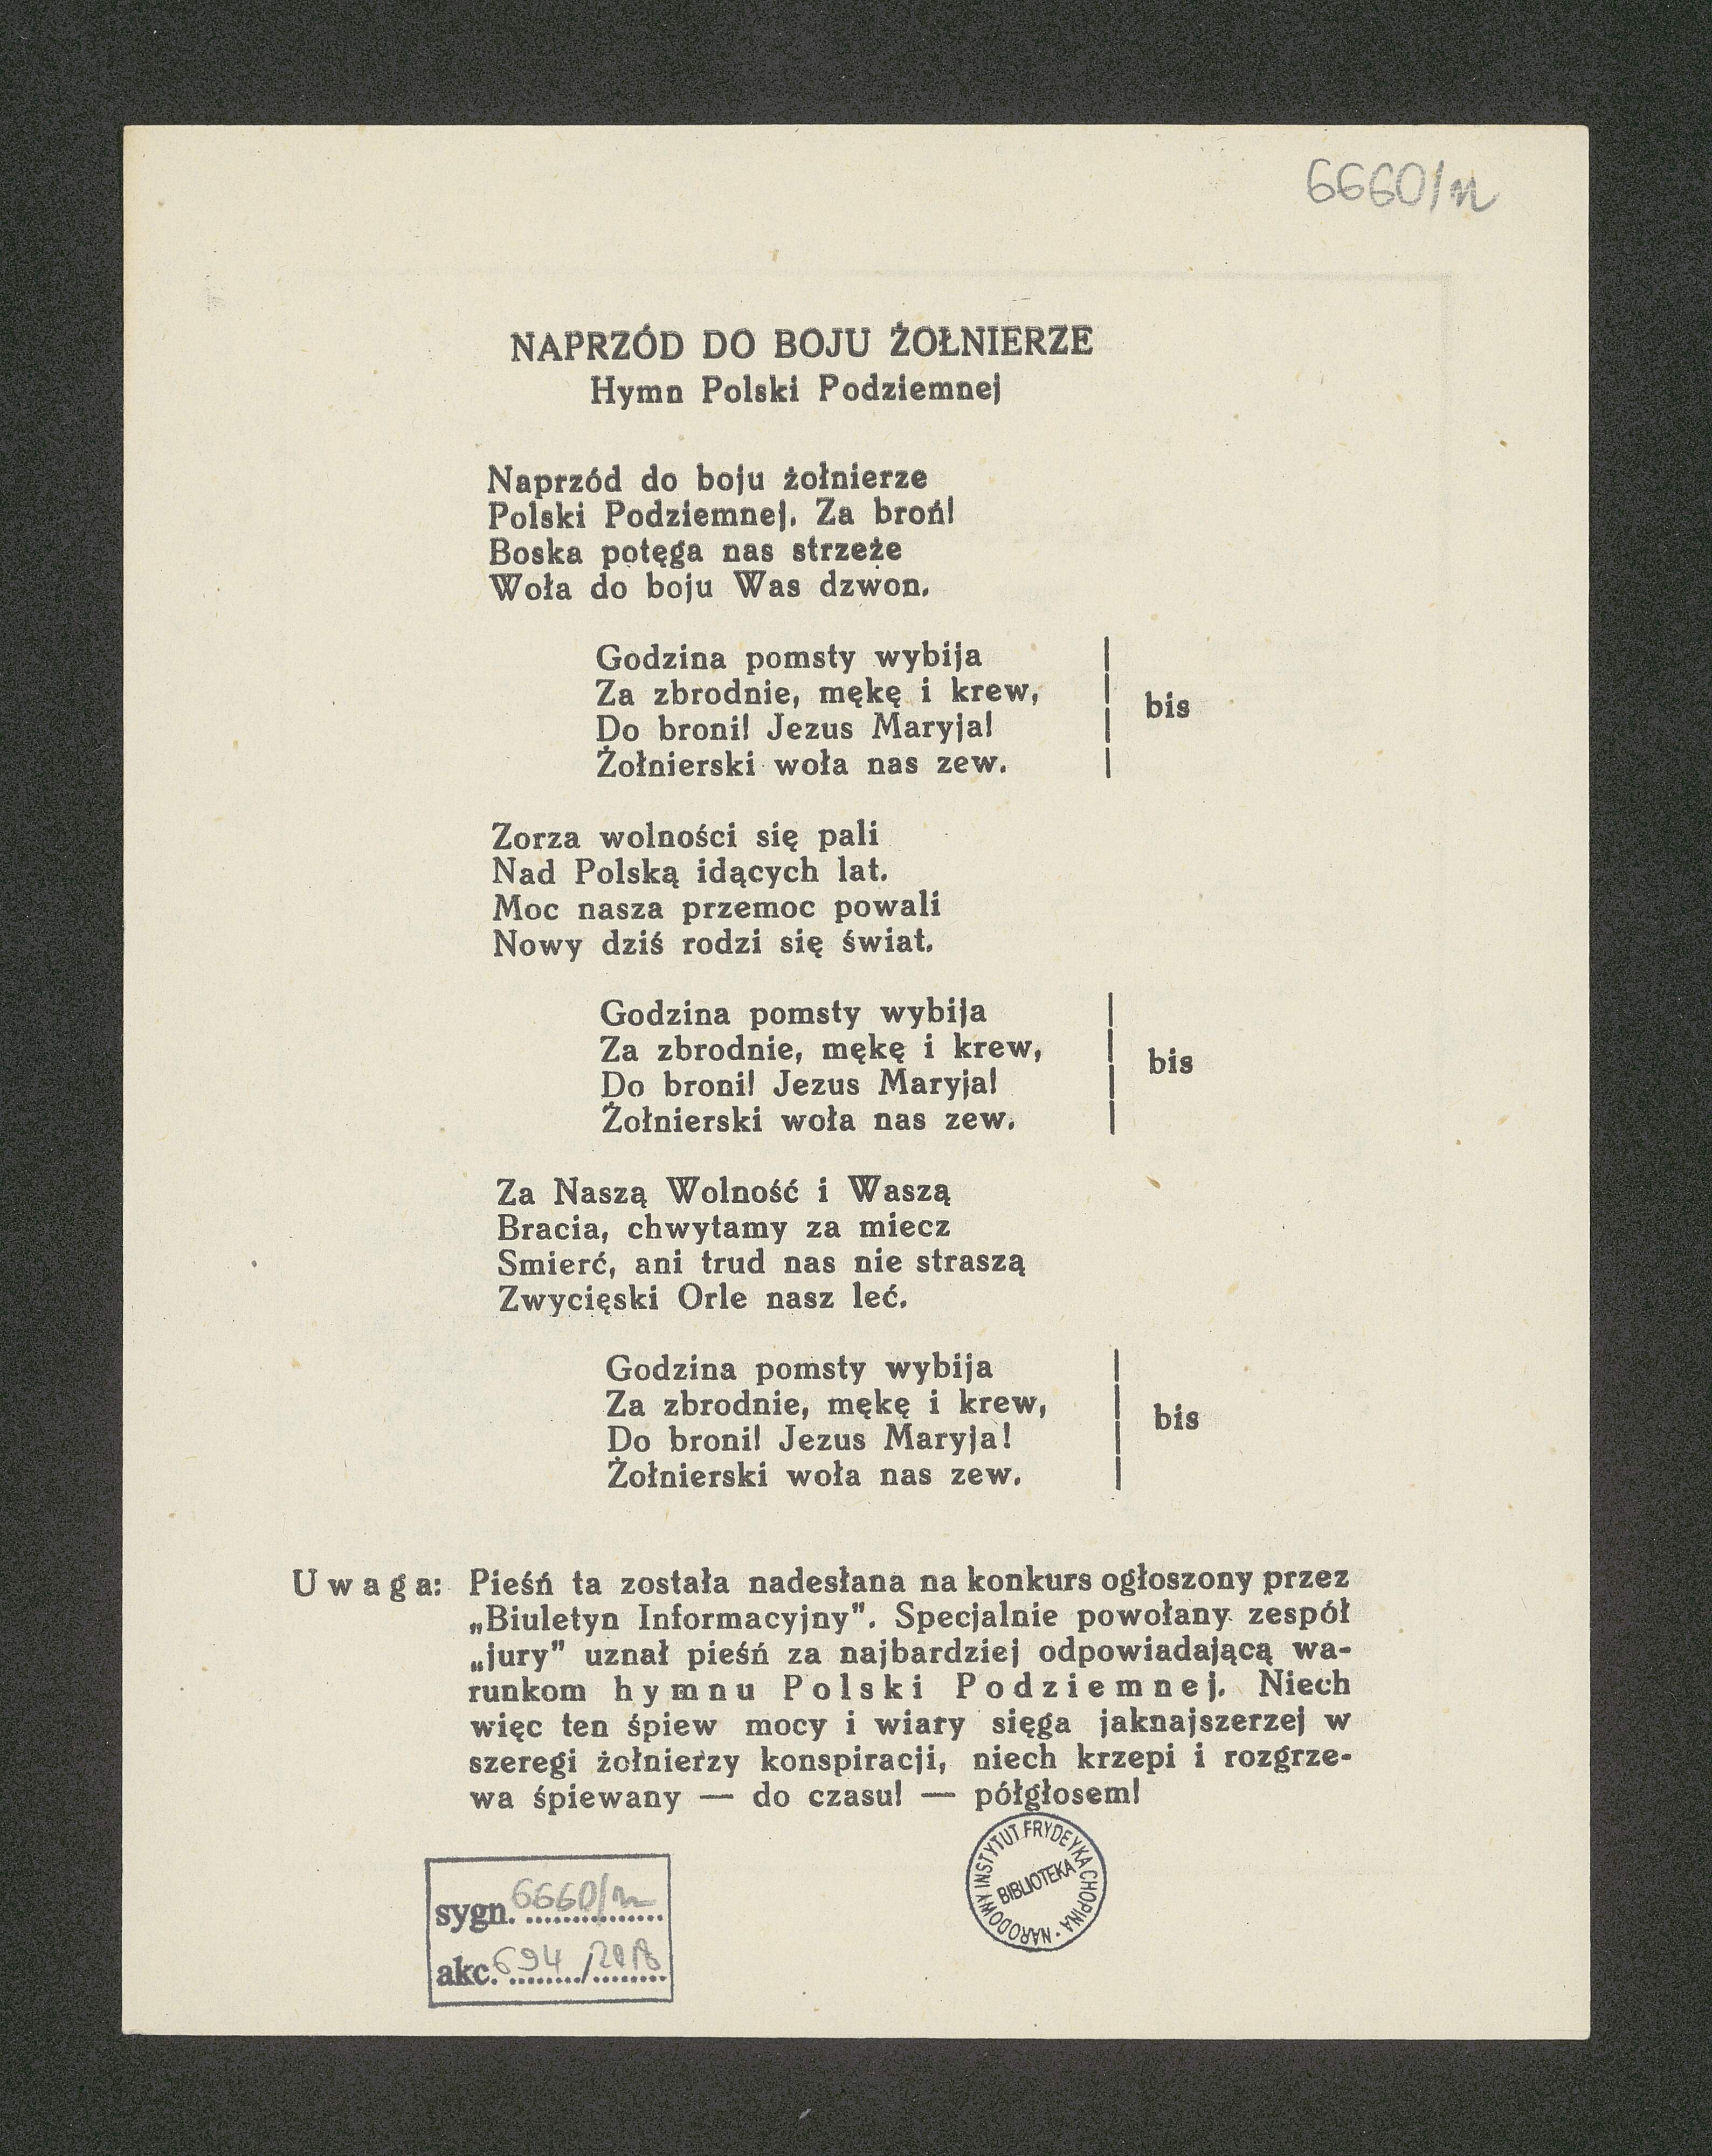 6660/n
NAPRZÓD DO BOJU ŻOŁNIERZE
Hymn Polski Podziemnej
Naprzód do boju żołnierze
Polski Podziemnej. Za broń!
Boska potęga nas strzeże
Woła do boju Was dzwon.
Godzina pomsty wybija
Za zbrodnie, mękę i krew,
Do broni! Jezus Maryja!
Żołnierski woła nas zew.
bis
Zorza wolności się pali
Nad Polską idących lat.
Moc nasza przemoc powali
Nowy dziś rodzi się świat.
Godzina pomsty wybija
Za zbrodnie, mękę i krew,
Do broni! Jezus Maryja!
Żołnierski woła nas zew.
bis
Za Naszą Wolność i Waszą
Bracia, chwytamy za miecz
Smierć, ani trud nas nie straszą
Zwycięski Orle nasz leć.
Godzina pomsty wybija
Za zbrodnie, mękę i krew,
Do broni! Jezus Maryja!
Żołnierski woła nas zew.
bis
Uwaga: Pieśń ta została nadesłana na konkurs ogłoszony przez
„Biuletyn Informacyjny". Specjalnie powołany zespół
„jury" uznał pieśń za najbardziej odpowiadającą wa-
runkom hymnu Polski Podziemnej. Niech
więc ten śpiew mocy i wiary sięga jaknajszerzej w
szeregi żołnierzy konspiracji, niech krzepi i rozgrze-
wa śpiewany — do czasu! — półgłosem!
NARODOWY INSTYTUT FRYDERYKA CHOPINA
BIBLIOTEKA
sygn. 6660/n
akc. 694/2018